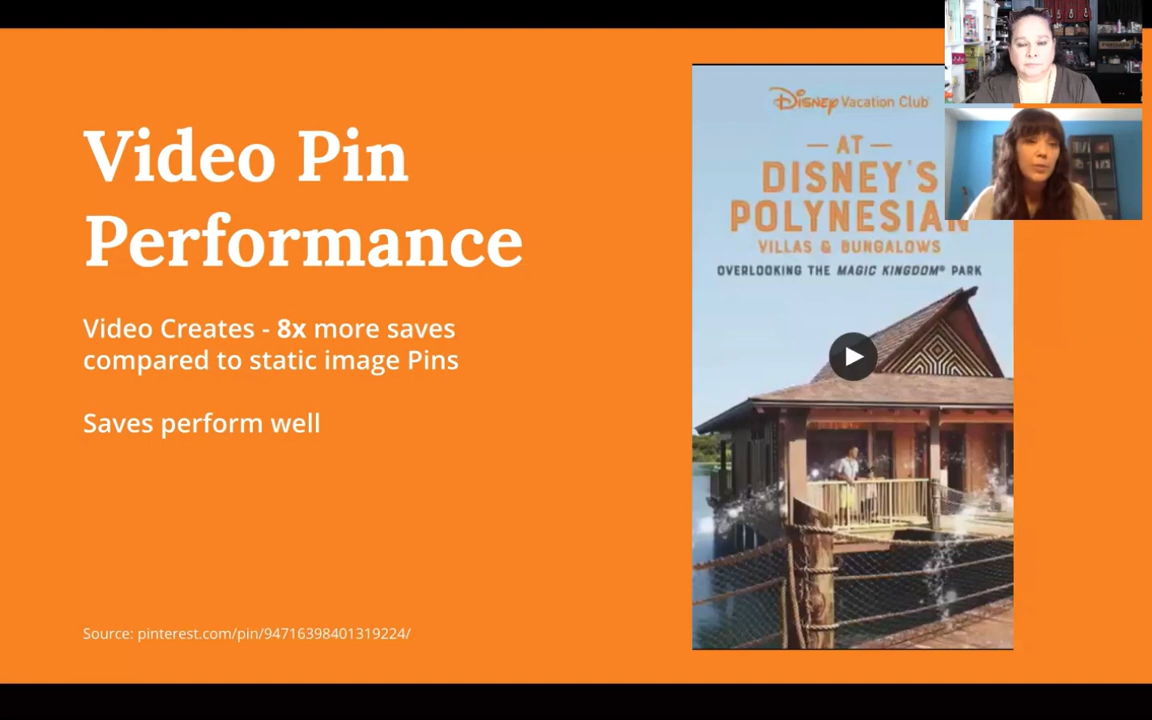 Video Pin
Performance
Video Creates - 8x more saves
compared to static image Pins
Saves perform well
Source: pinterest.com/pin/94716398401319224/
Disney Vacation Club
— AT —
DISNEY'S
POLYNESIAN
VILLAS & BUNGALOWS
OVERLOOKING THE MAGIC KINGDOM® PARK